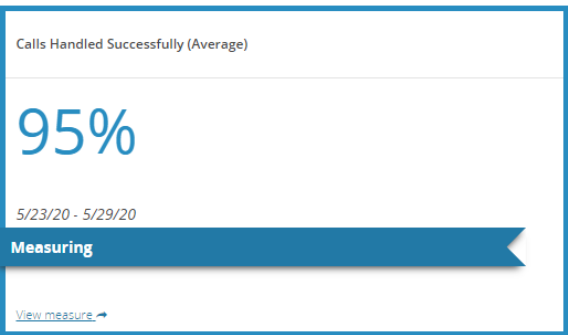 Calls Handled Successfully (Average)
95%
5/23/20 - 5/29/20
Measuring
View measure